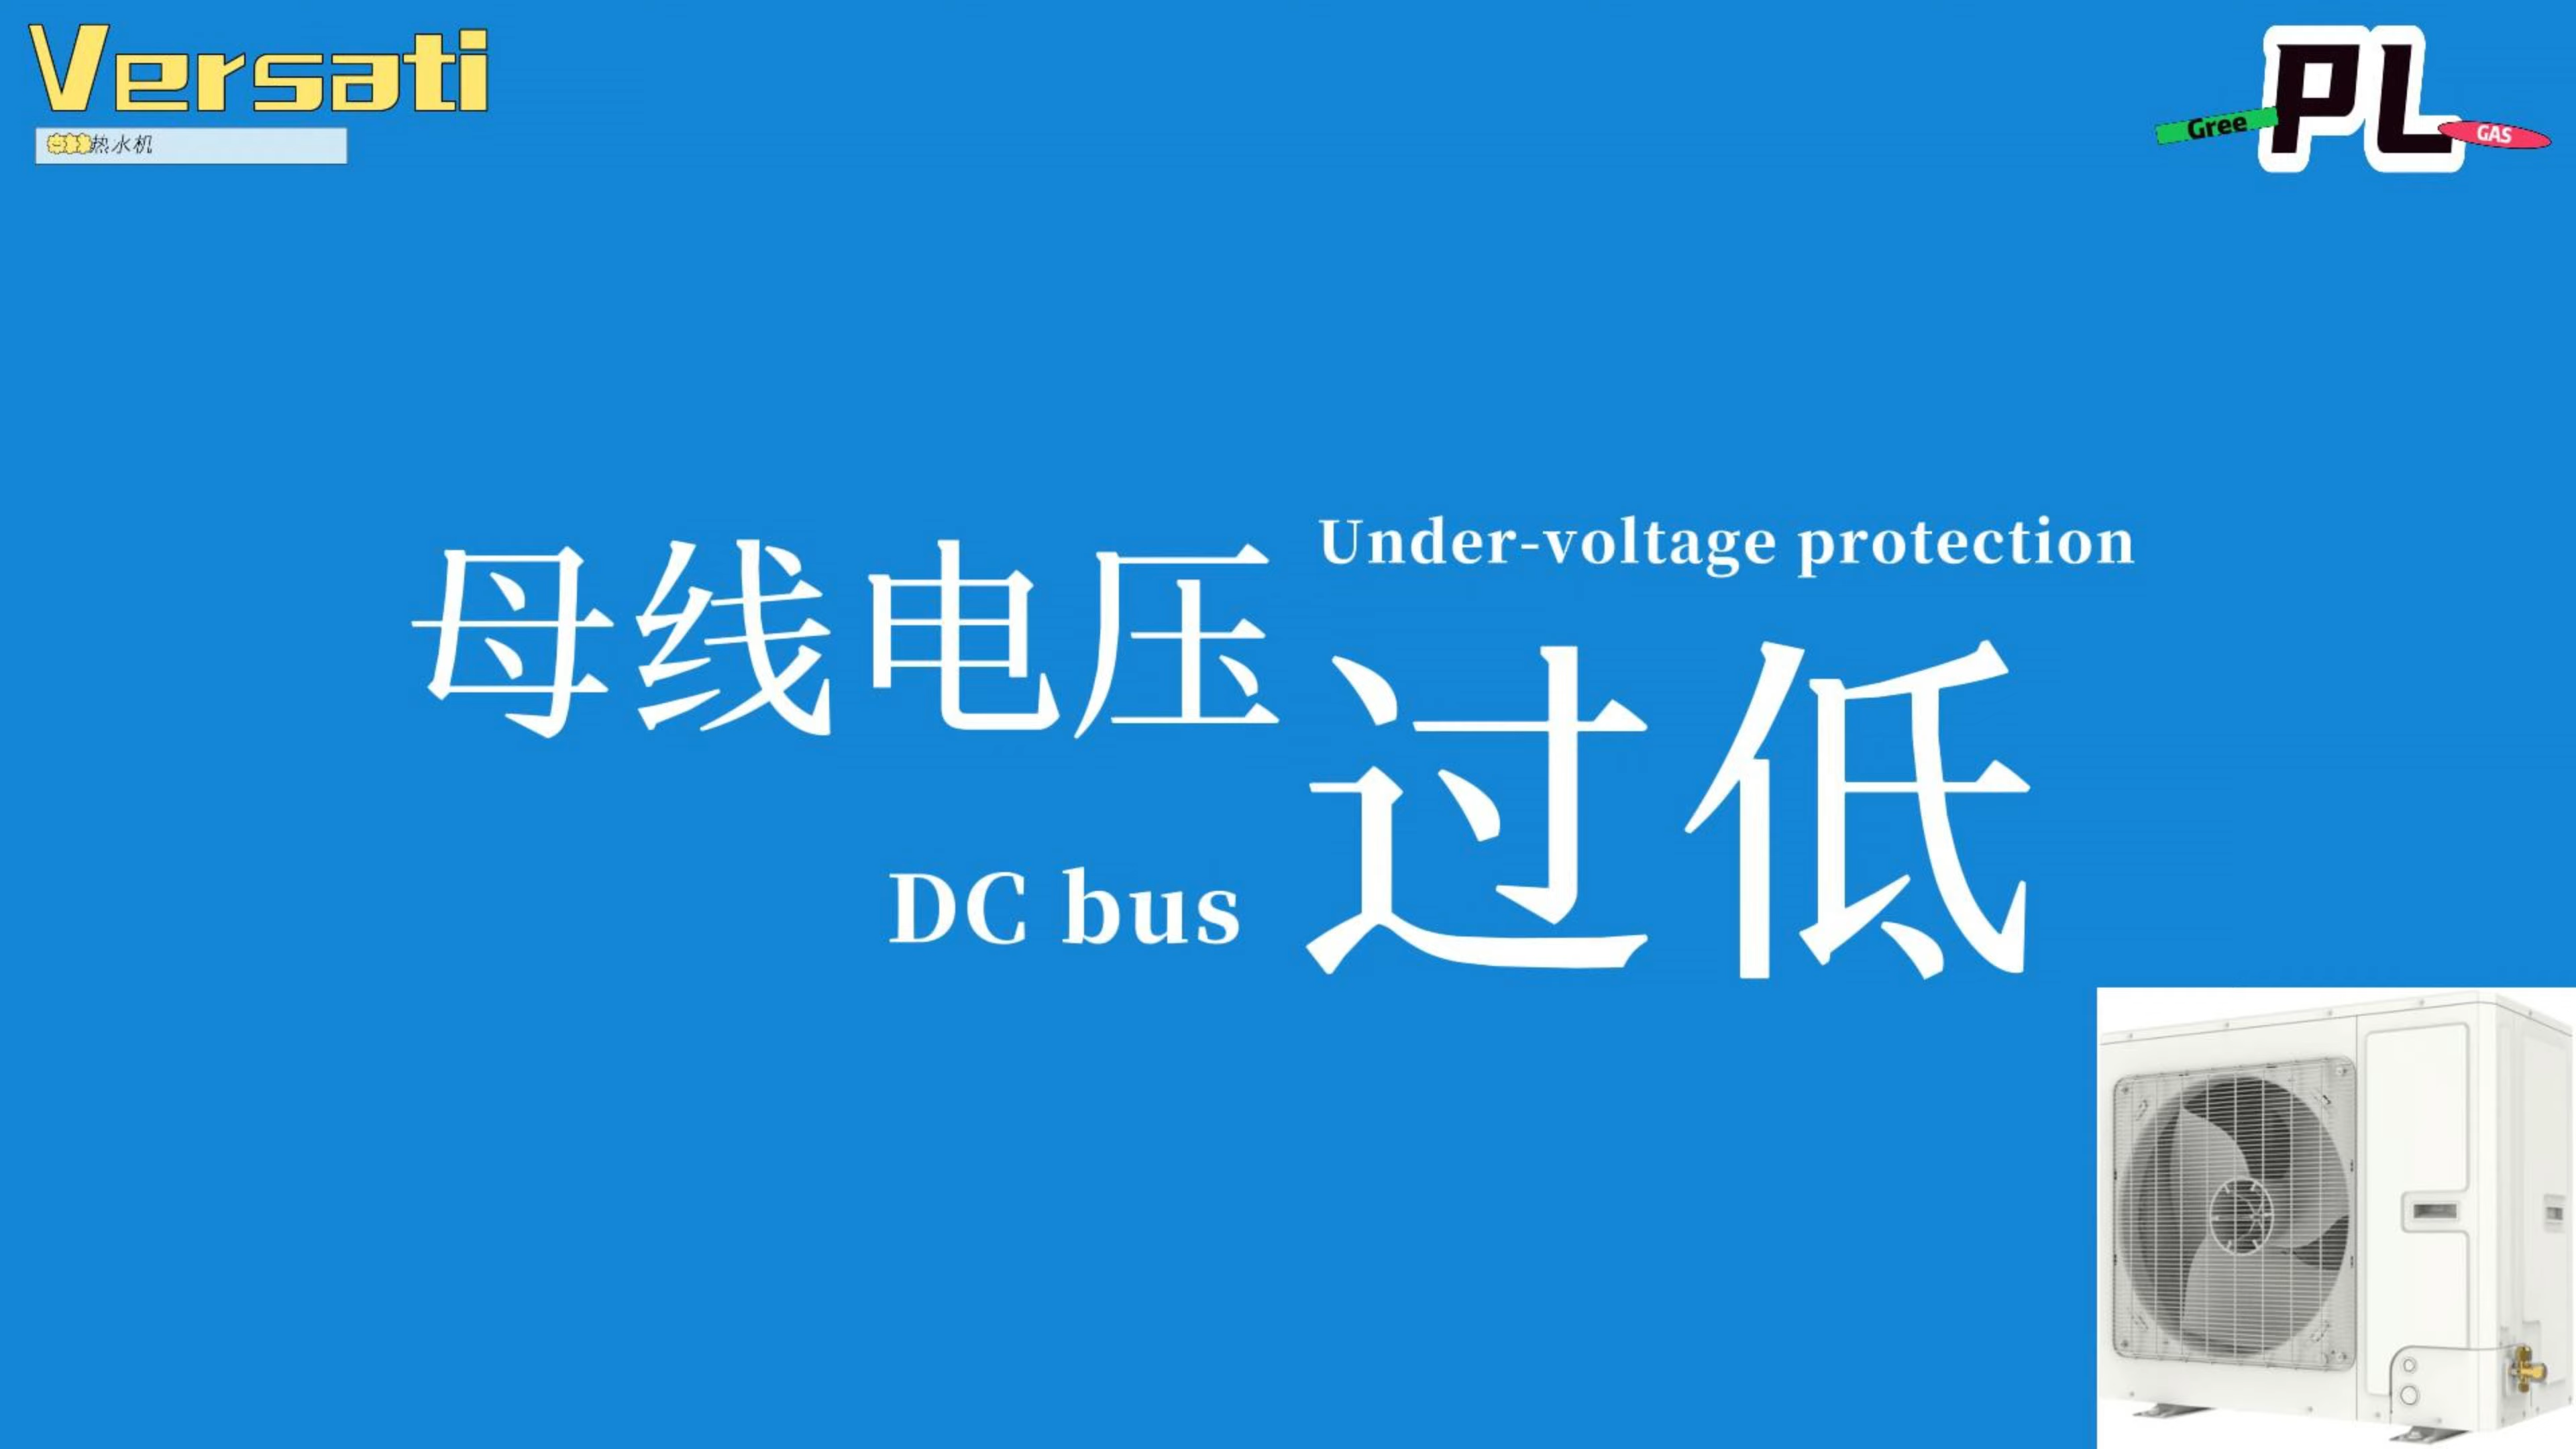 Versati
热水机
Gree
PL
GAS
母线电压
Under-voltage protection
过低
DC bus